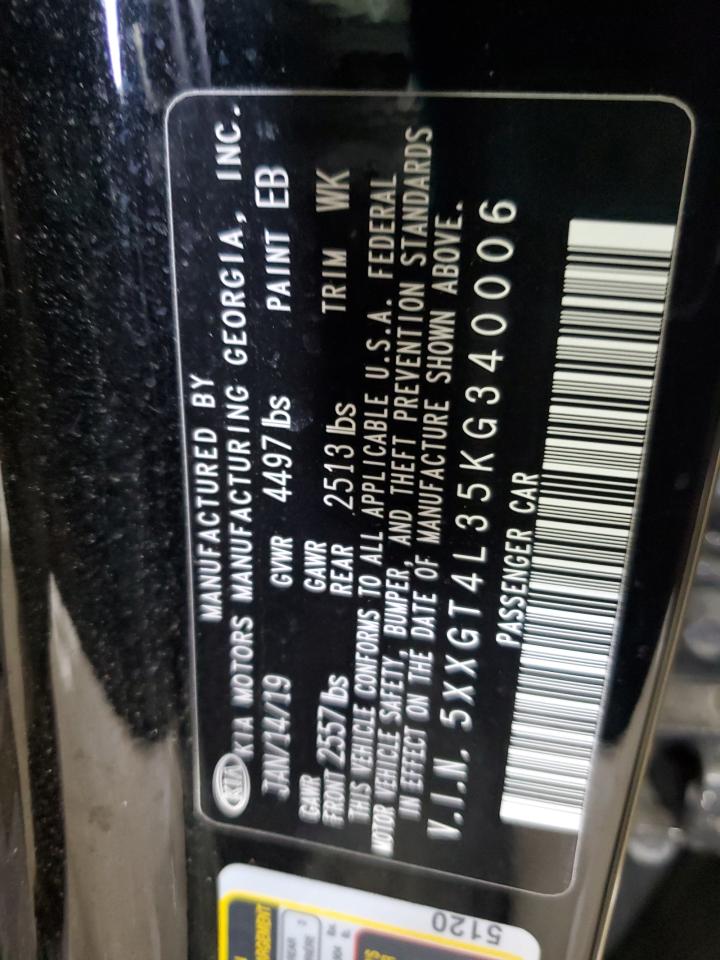 MANUFACTURED BY
KIA KIA MOTORS MANUFACTURING GEORGIA, INC.
JAN/14/19 GVWR 4497 lbs PAINT EB
GAWR GAWR
FRONT 2557 lbs REAR 2513 lbs TRIM WK
THIS VEHICLE CONFORMS TO ALL APPLICABLE U.S.A. FEDERAL
MOTOR VEHICLE SAFETY, BUMPER, AND THEFT PREVENTION STANDARDS
IN EFFECT ON THE DATE OF MANUFACTURE SHOWN ABOVE.
V.I.N. 5XXGT4L35KG340006
PASSENGER CAR
5120